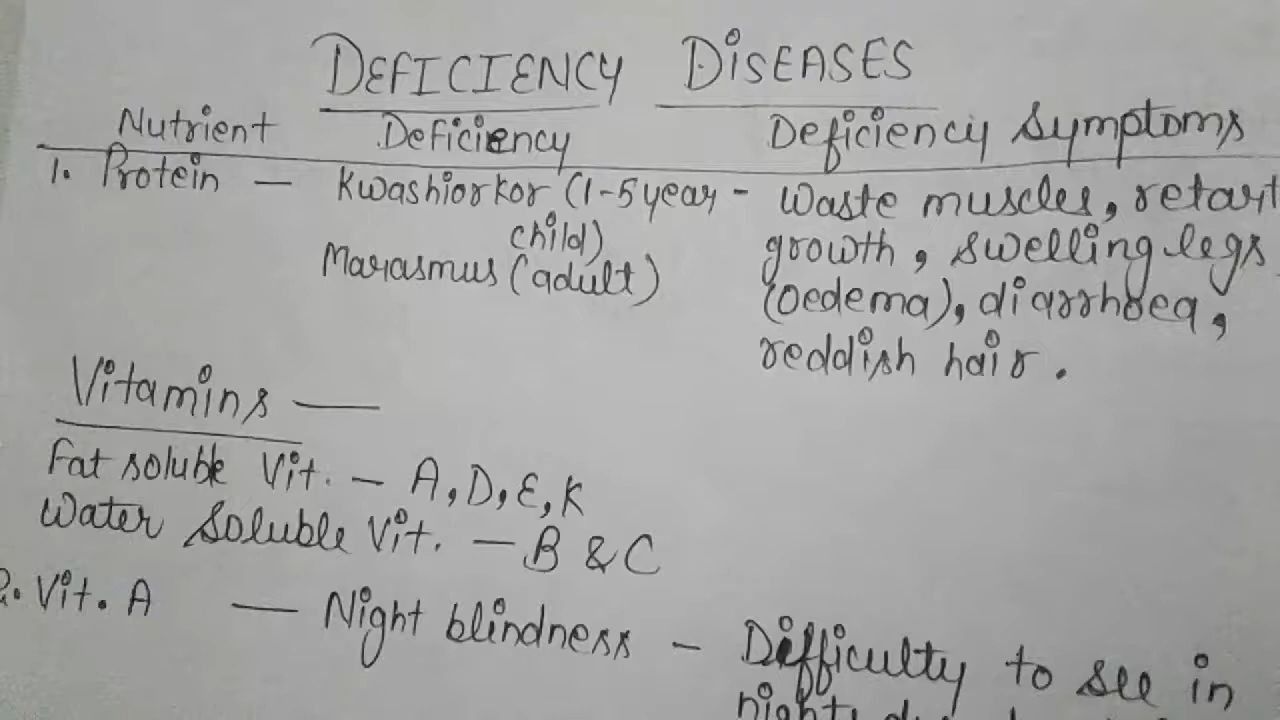 DEFICIENCY DISEASES
Nutrient Deficiency Deficiency Symptoms
1. Protein — Kwashiorkor (1-5 year - Waste muscles, retart
child) growth, swelling legs
Marasmus (adult) (Oedema), diarrhoea,
reddish hair.
Vitamins —
Fat soluble Vit. — A, D, E, K
Water soluble Vit. — B & C
2. Vit. A — Night blindness - Difficulty to see in
night